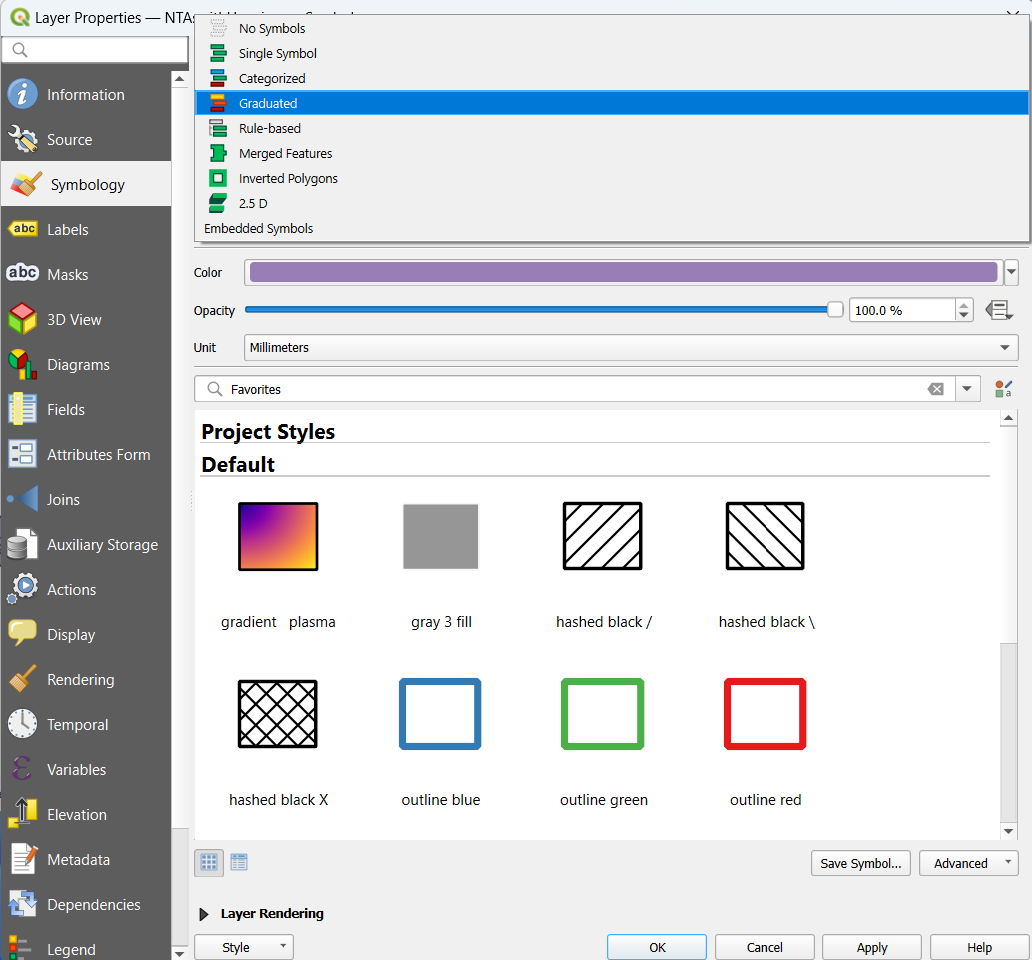 Layer Properties — NTAs
No Symbols
Single Symbol
Categorized
Graduated
Rule-based
Merged Features
Inverted Polygons
2.5 D
Embedded Symbols
Information
Source
Symbology
abc Labels
abc Masks
3D View
Diagrams
Fields
Attributes Form
Joins
Auxiliary Storage
Actions
Display
Rendering
Temporal
Variables
Elevation
Metadata
Dependencies
Legend
Color
Opacity
100.0 %
Unit
Millimeters
Favorites
Project Styles
Default
gradient plasma
gray 3 fill
hashed black /
hashed black \
hashed black X
outline blue
outline green
outline red
Save Symbol...
Advanced
Layer Rendering
Style
OK
Cancel
Apply
Help